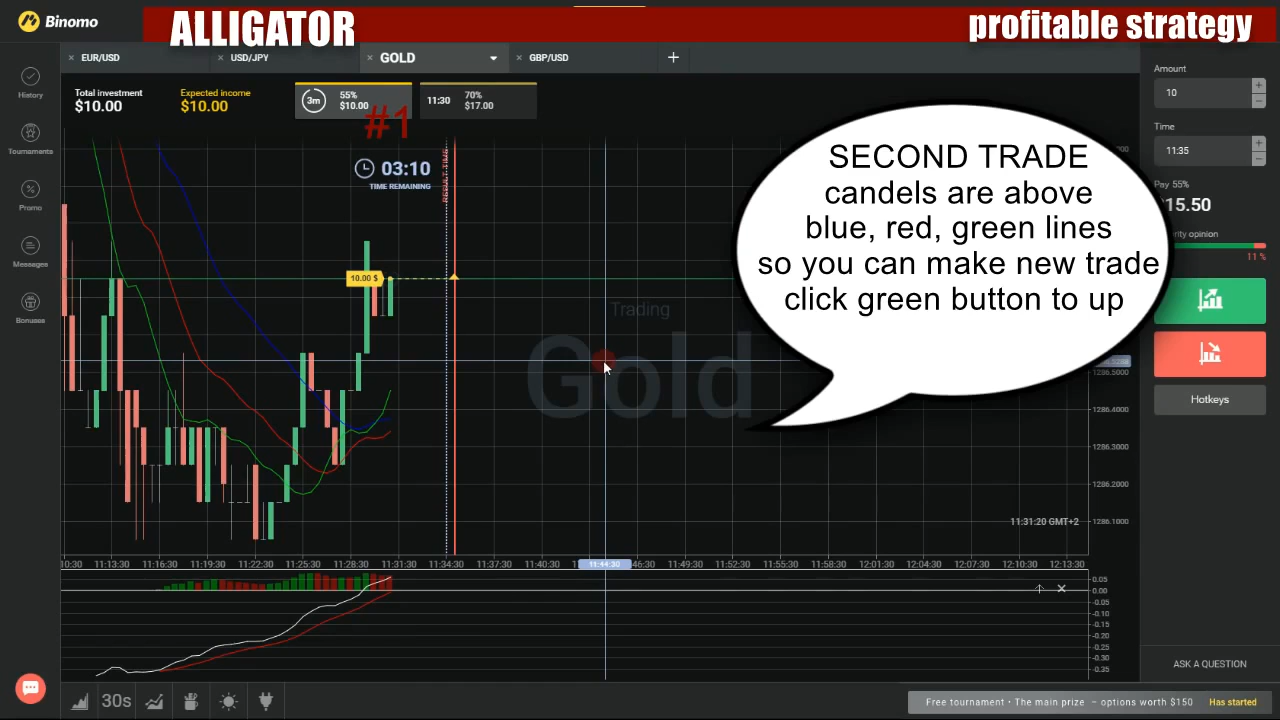 Binomo
ALLIGATOR
profitable strategy
EUR/USD
USD/JPY
GOLD
GBP/USD
Total investment
$10.00
Expected income
$10.00
3m
55%
$10.00
11:30
70%
$17.00
#1
03:10
TIME REMAINING
RESULT TIME
10.00 $
History
Tournaments
Promo
Messages
Bonuses
Trading
Gold
SECOND TRADE
candels are above
blue, red, green lines
so you can make new trade
click green button to up
Amount
10
Time
11:35
Pay 55%
15.50
opinion
11 %
Hotkeys
1286.5000
1286.4000
1286.3000
1286.2000
1286.1000
11:31:20 GMT+2
10:30 11:13:30 11:16:30 11:19:30 11:22:30 11:25:30 11:28:30 11:31:30 11:34:30 11:37:30 11:40:30 11:44:30 46:30 11:49:30 11:52:30 11:55:30 11:58:30 12:01:30 12:04:30 12:07:30 12:10:30 12:13:30
0.05
0.00
-0.05
-0.10
-0.15
-0.20
-0.25
-0.30
-0.35
30s
ASK A QUESTION
Free tournament • The main prize – options worth $150 Has started